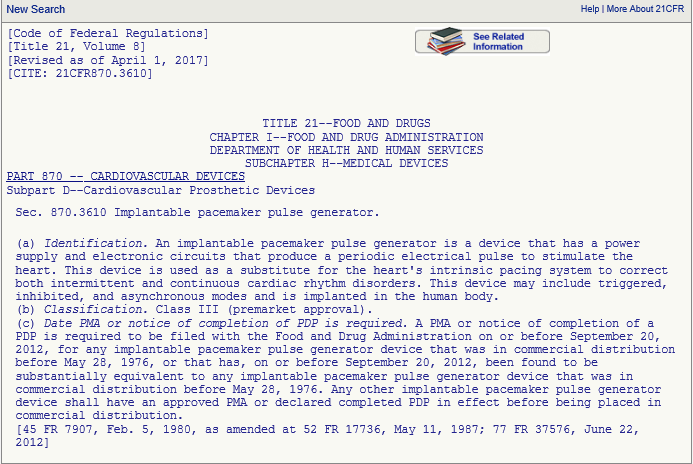 New Search
Help | More About 21CFR
[Code of Federal Regulations]
[Title 21, Volume 8]
[Revised as of April 1, 2017]
[CITE: 21CFR870.3610]
See Related
Information
TITLE 21--FOOD AND DRUGS
CHAPTER I--FOOD AND DRUG ADMINISTRATION
DEPARTMENT OF HEALTH AND HUMAN SERVICES
SUBCHAPTER H--MEDICAL DEVICES
PART 870 -- CARDIOVASCULAR DEVICES
Subpart D--Cardiovascular Prosthetic Devices
Sec. 870.3610 Implantable pacemaker pulse generator.
(a) Identification. An implantable pacemaker pulse generator is a device that has a power
supply and electronic circuits that produce a periodic electrical pulse to stimulate the
heart. This device is used as a substitute for the heart's intrinsic pacing system to correct
both intermittent and continuous cardiac rhythm disorders. This device may include triggered,
inhibited, and asynchronous modes and is implanted in the human body.
(b) Classification. Class III (premarket approval).
(c) Date PMA or notice of completion of PDP is required. A PMA or notice of completion of a
PDP is required to be filed with the Food and Drug Administration on or before September 20,
2012, for any implantable pacemaker pulse generator device that was in commercial distribution
before May 28, 1976, or that has, on or before September 20, 2012, been found to be
substantially equivalent to any implantable pacemaker pulse generator device that was in
commercial distribution before May 28, 1976. Any other implantable pacemaker pulse generator
device shall have an approved PMA or declared completed PDP in effect before being placed in
commercial distribution.
[45 FR 7907, Feb. 5, 1980, as amended at 52 FR 17736, May 11, 1987; 77 FR 37576, June 22,
2012]